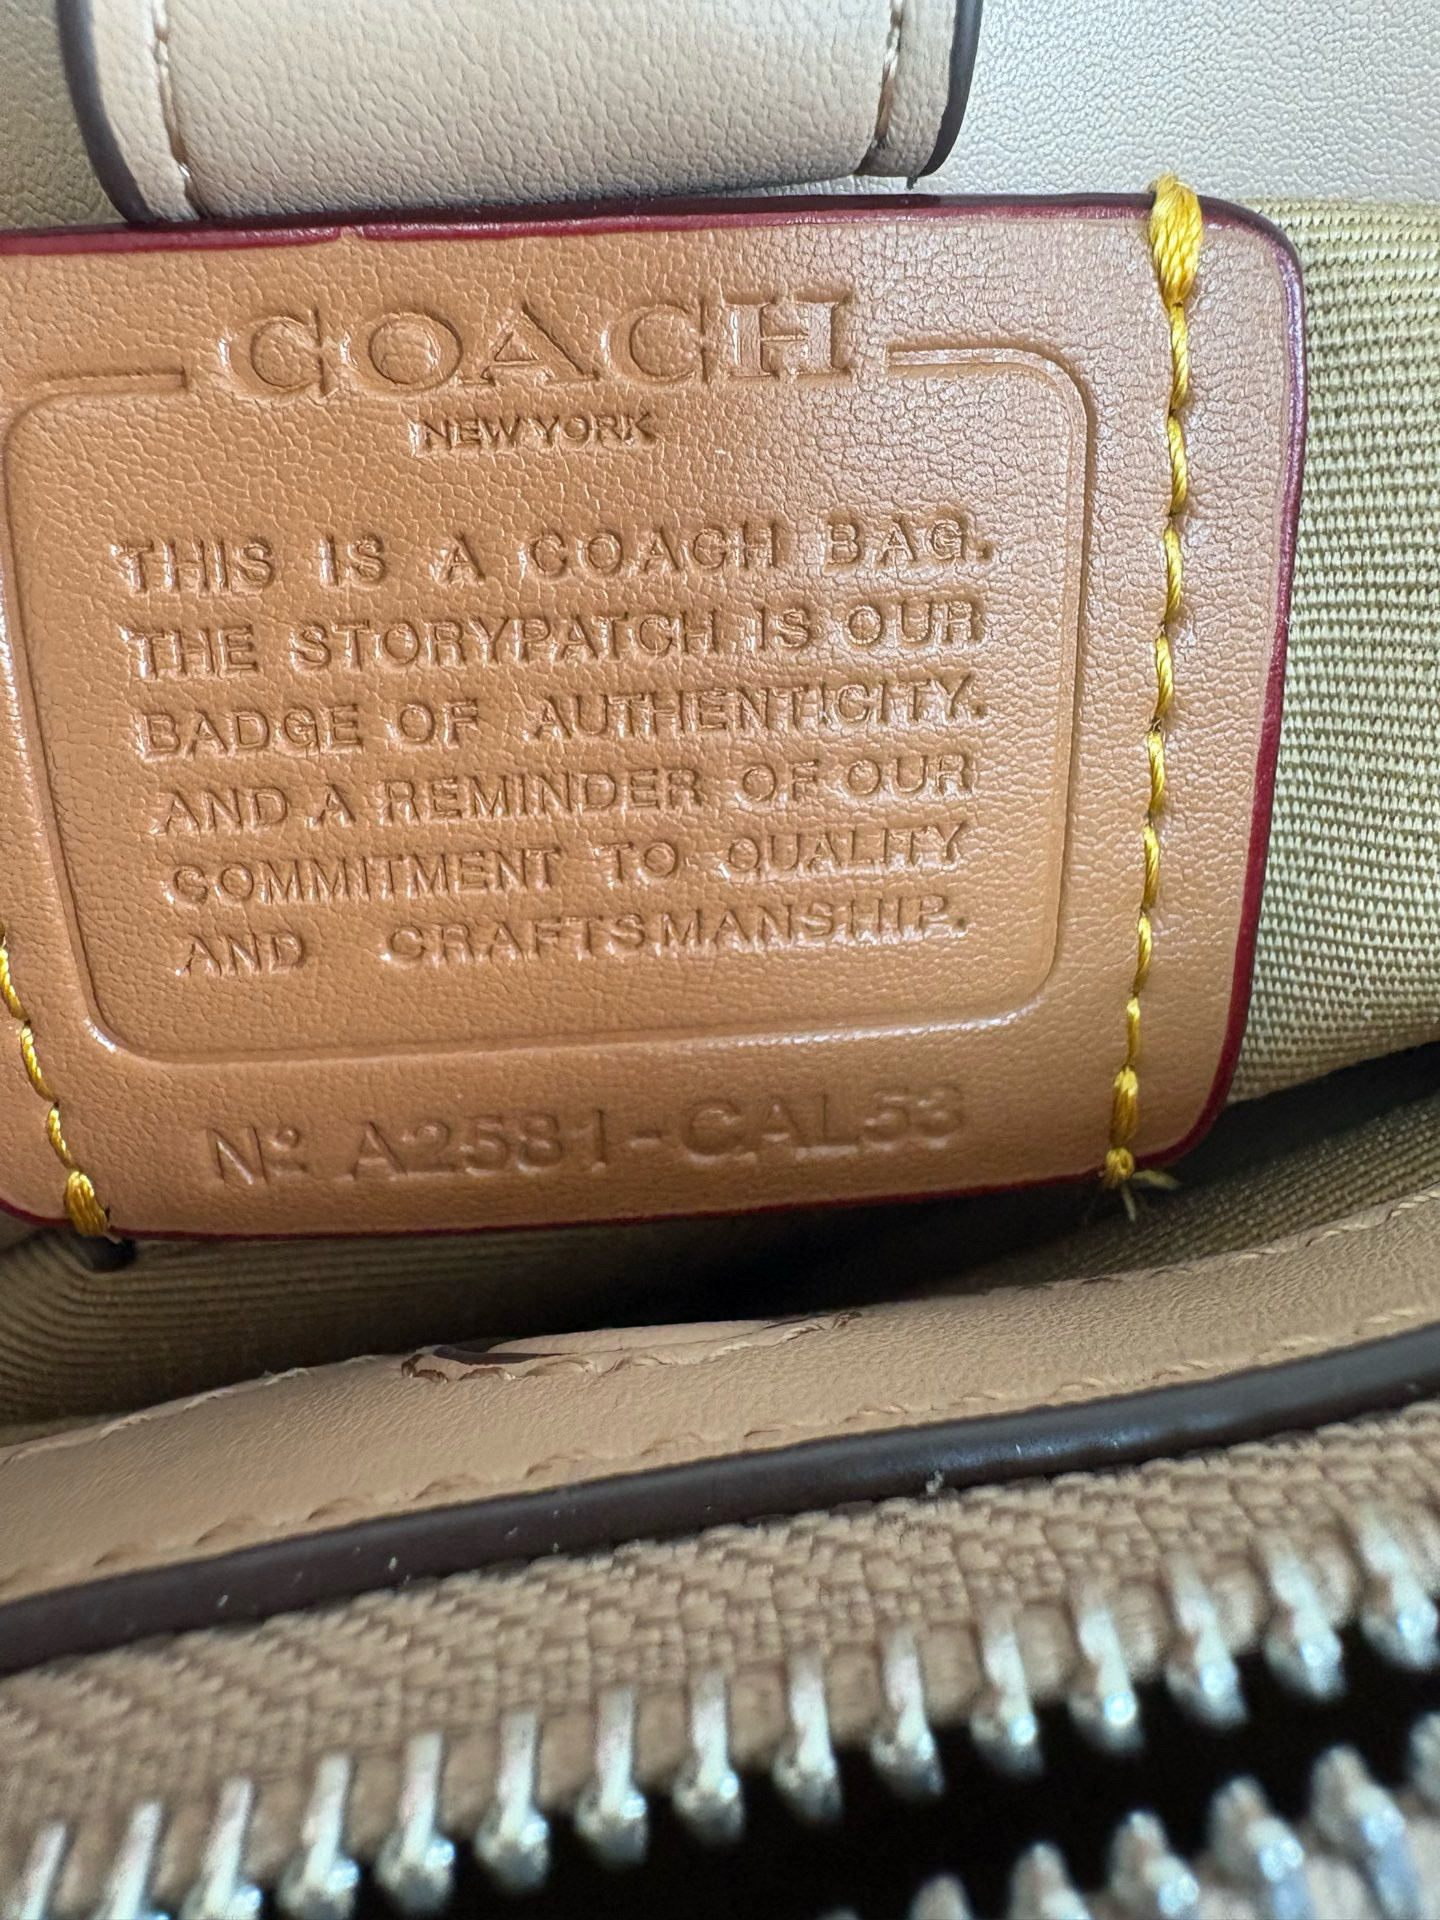 COACH
NEW YORK
THIS IS A COACH BAG.
THE STORYPATCH IS OUR
BADGE OF AUTHENTICITY.
AND A REMINDER OF OUR
COMMITMENT TO QUALITY
AND CRAFTSMANSHIP.
Nº A2581-CAL53